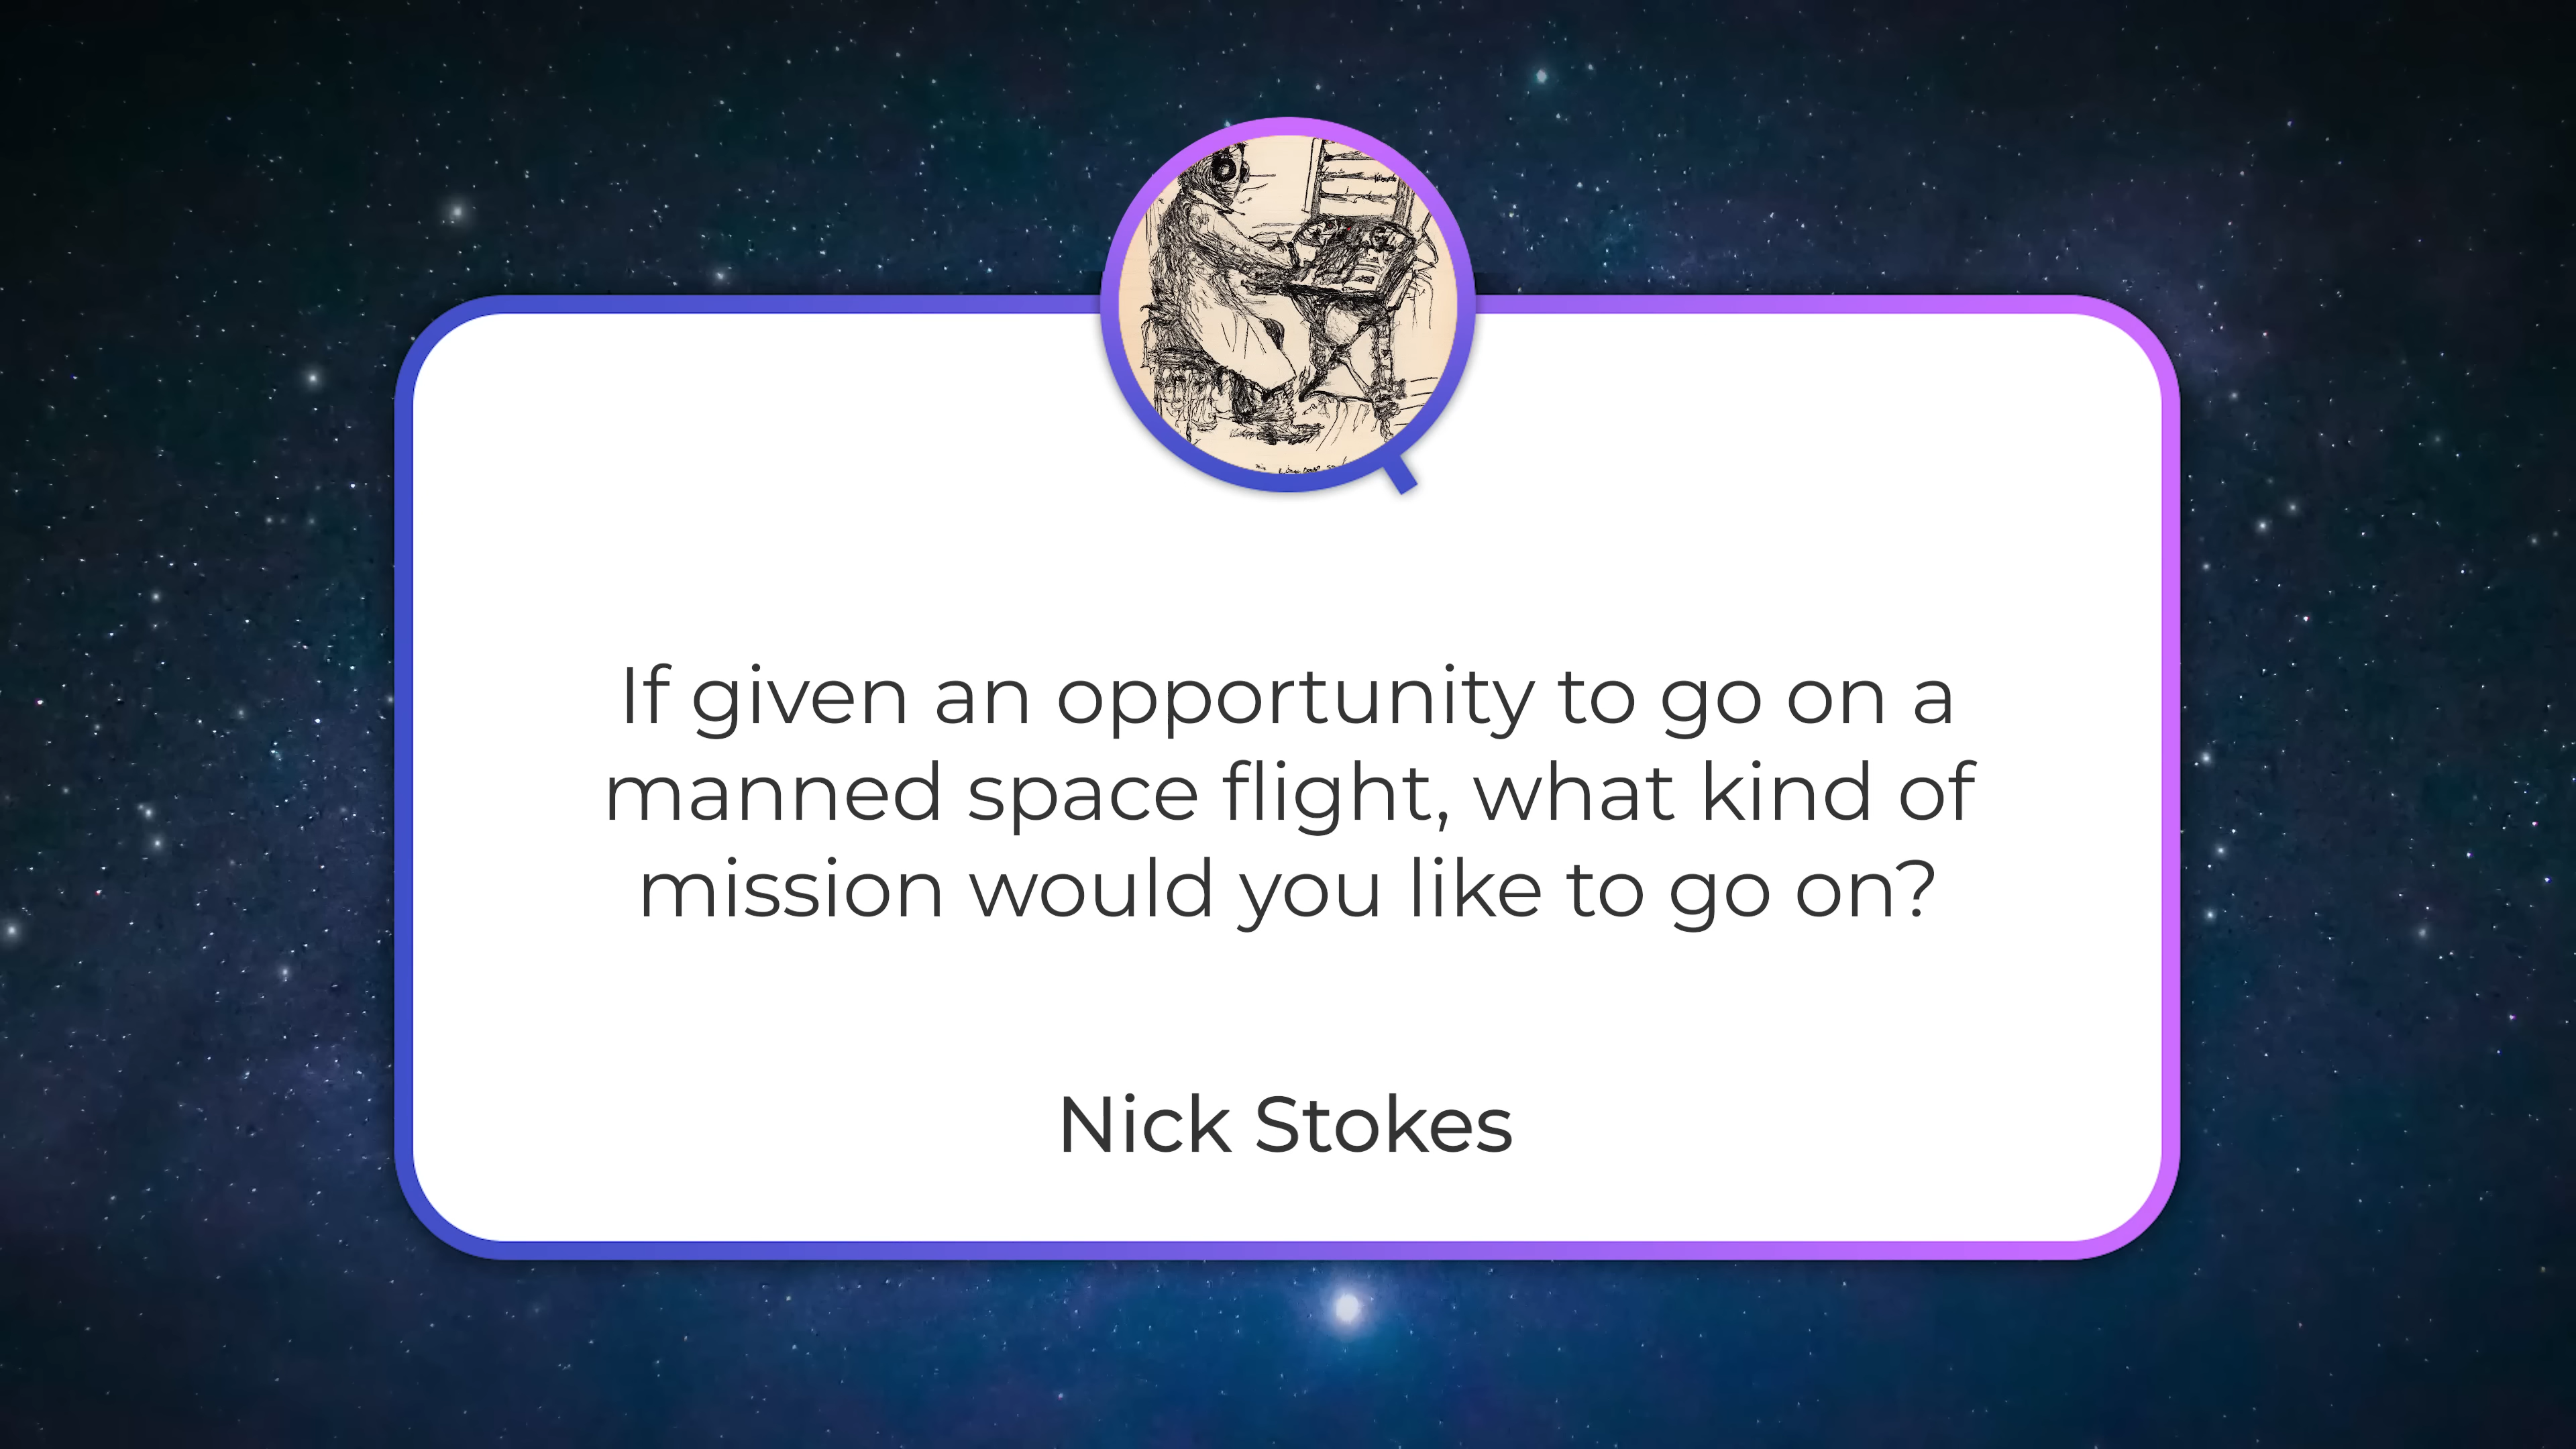 If given an opportunity to go on a
manned space flight, what kind of
mission would you like to go on?
Nick Stokes